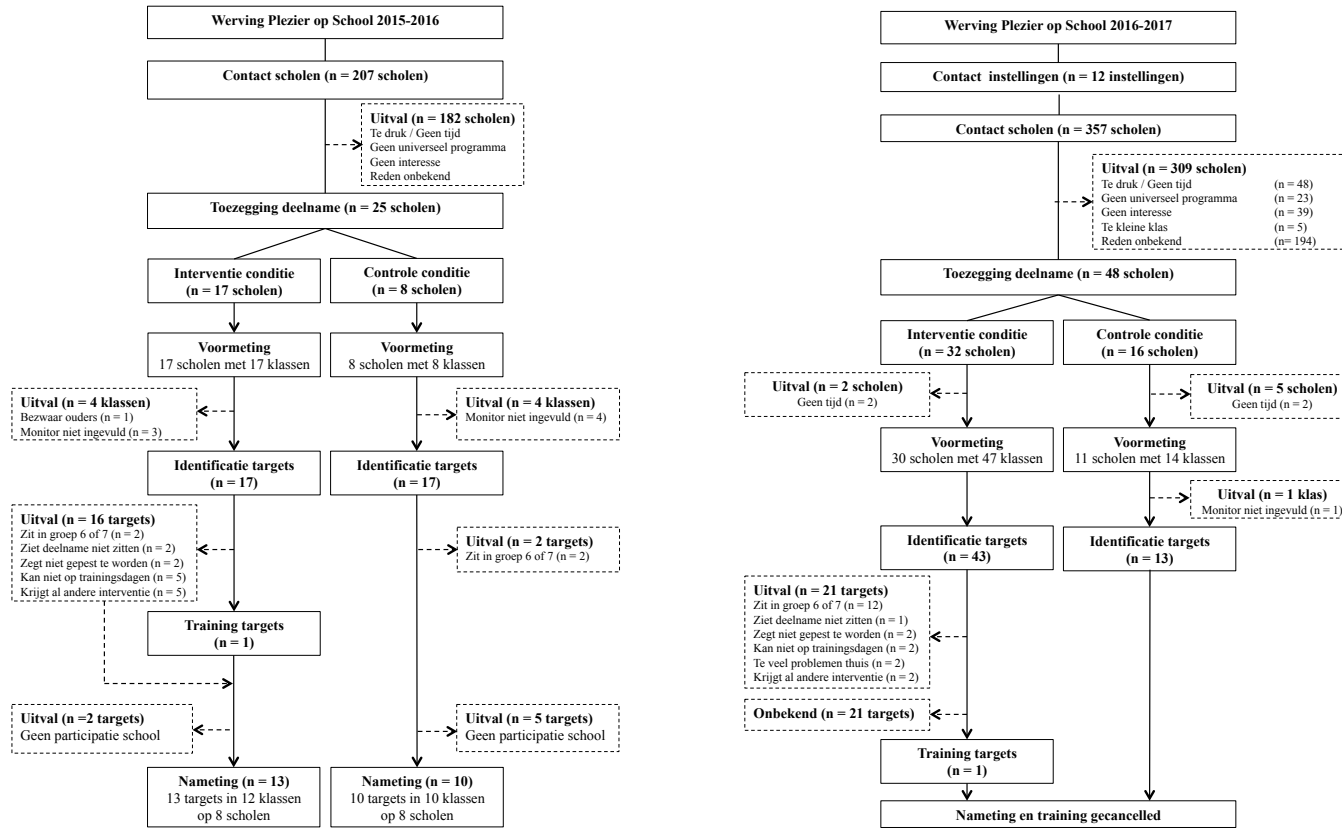 Werving Plezier op School 2015-2016
Contact scholen (n = 207 scholen)
Uitval (n = 182 scholen)
Te druk / Geen tijd
Geen universeel programma
Geen interesse
Reden onbekend
Toezegging deelname (n = 25 scholen)
Interventie conditie
(n = 17 scholen)
Controle conditie
(n = 8 scholen)
Voormeting
17 scholen met 17 klassen
Voormeting
8 scholen met 8 klassen
Uitval (n = 4 klassen)
Bezwaar ouders (n = 1)
Monitor niet ingevuld (n = 3)
Uitval (n = 4 klassen)
Monitor niet ingevuld (n = 4)
Identificatie targets
(n = 17)
Identificatie targets
(n = 17)
Uitval (n = 16 targets)
Zit in groep 6 of 7 (n = 2)
Ziet deelname niet zitten (n = 2)
Zegt niet gepest te worden (n = 2)
Kan niet op trainingsdagen (n = 5)
Krijgt al andere interventie (n = 5)
Uitval (n = 2 targets)
Zit in groep 6 of 7 (n = 2)
Training targets
(n = 1)
Uitval (n =2 targets)
Geen participatie school
Uitval (n = 5 targets)
Geen participatie school
Nameting (n = 13)
13 targets in 12 klassen
op 8 scholen
Nameting (n = 10)
10 targets in 10 klassen
op 8 scholen
Werving Plezier op School 2016-2017
Contact instellingen (n = 12 instellingen)
Contact scholen (n = 357 scholen)
Uitval (n = 309 scholen)
Te druk / Geen tijd (n = 48)
Geen universeel programma (n = 23)
Geen interesse (n = 39)
Te kleine klas (n = 5)
Reden onbekend (n= 194)
Toezegging deelname (n = 48 scholen)
Interventie conditie
(n = 32 scholen)
Controle conditie
(n = 16 scholen)
Uitval (n = 2 scholen)
Geen tijd (n = 2)
Uitval (n = 5 scholen)
Geen tijd (n = 2)
Voormeting
30 scholen met 47 klassen
Voormeting
11 scholen met 14 klassen
Uitval (n = 1 klas)
Monitor niet ingevuld (n = 1)
Identificatie targets
(n = 43)
Identificatie targets
(n = 13)
Uitval (n = 21 targets)
Zit in groep 6 of 7 (n = 12)
Ziet deelname niet zitten (n = 1)
Zegt niet gepest te worden (n = 2)
Kan niet op trainingsdagen (n = 2)
Te veel problemen thuis (n = 2)
Krijgt al andere interventie (n = 2)
Onbekend (n = 21 targets)
Training targets
(n = 1)
Nameting en training gecancelled